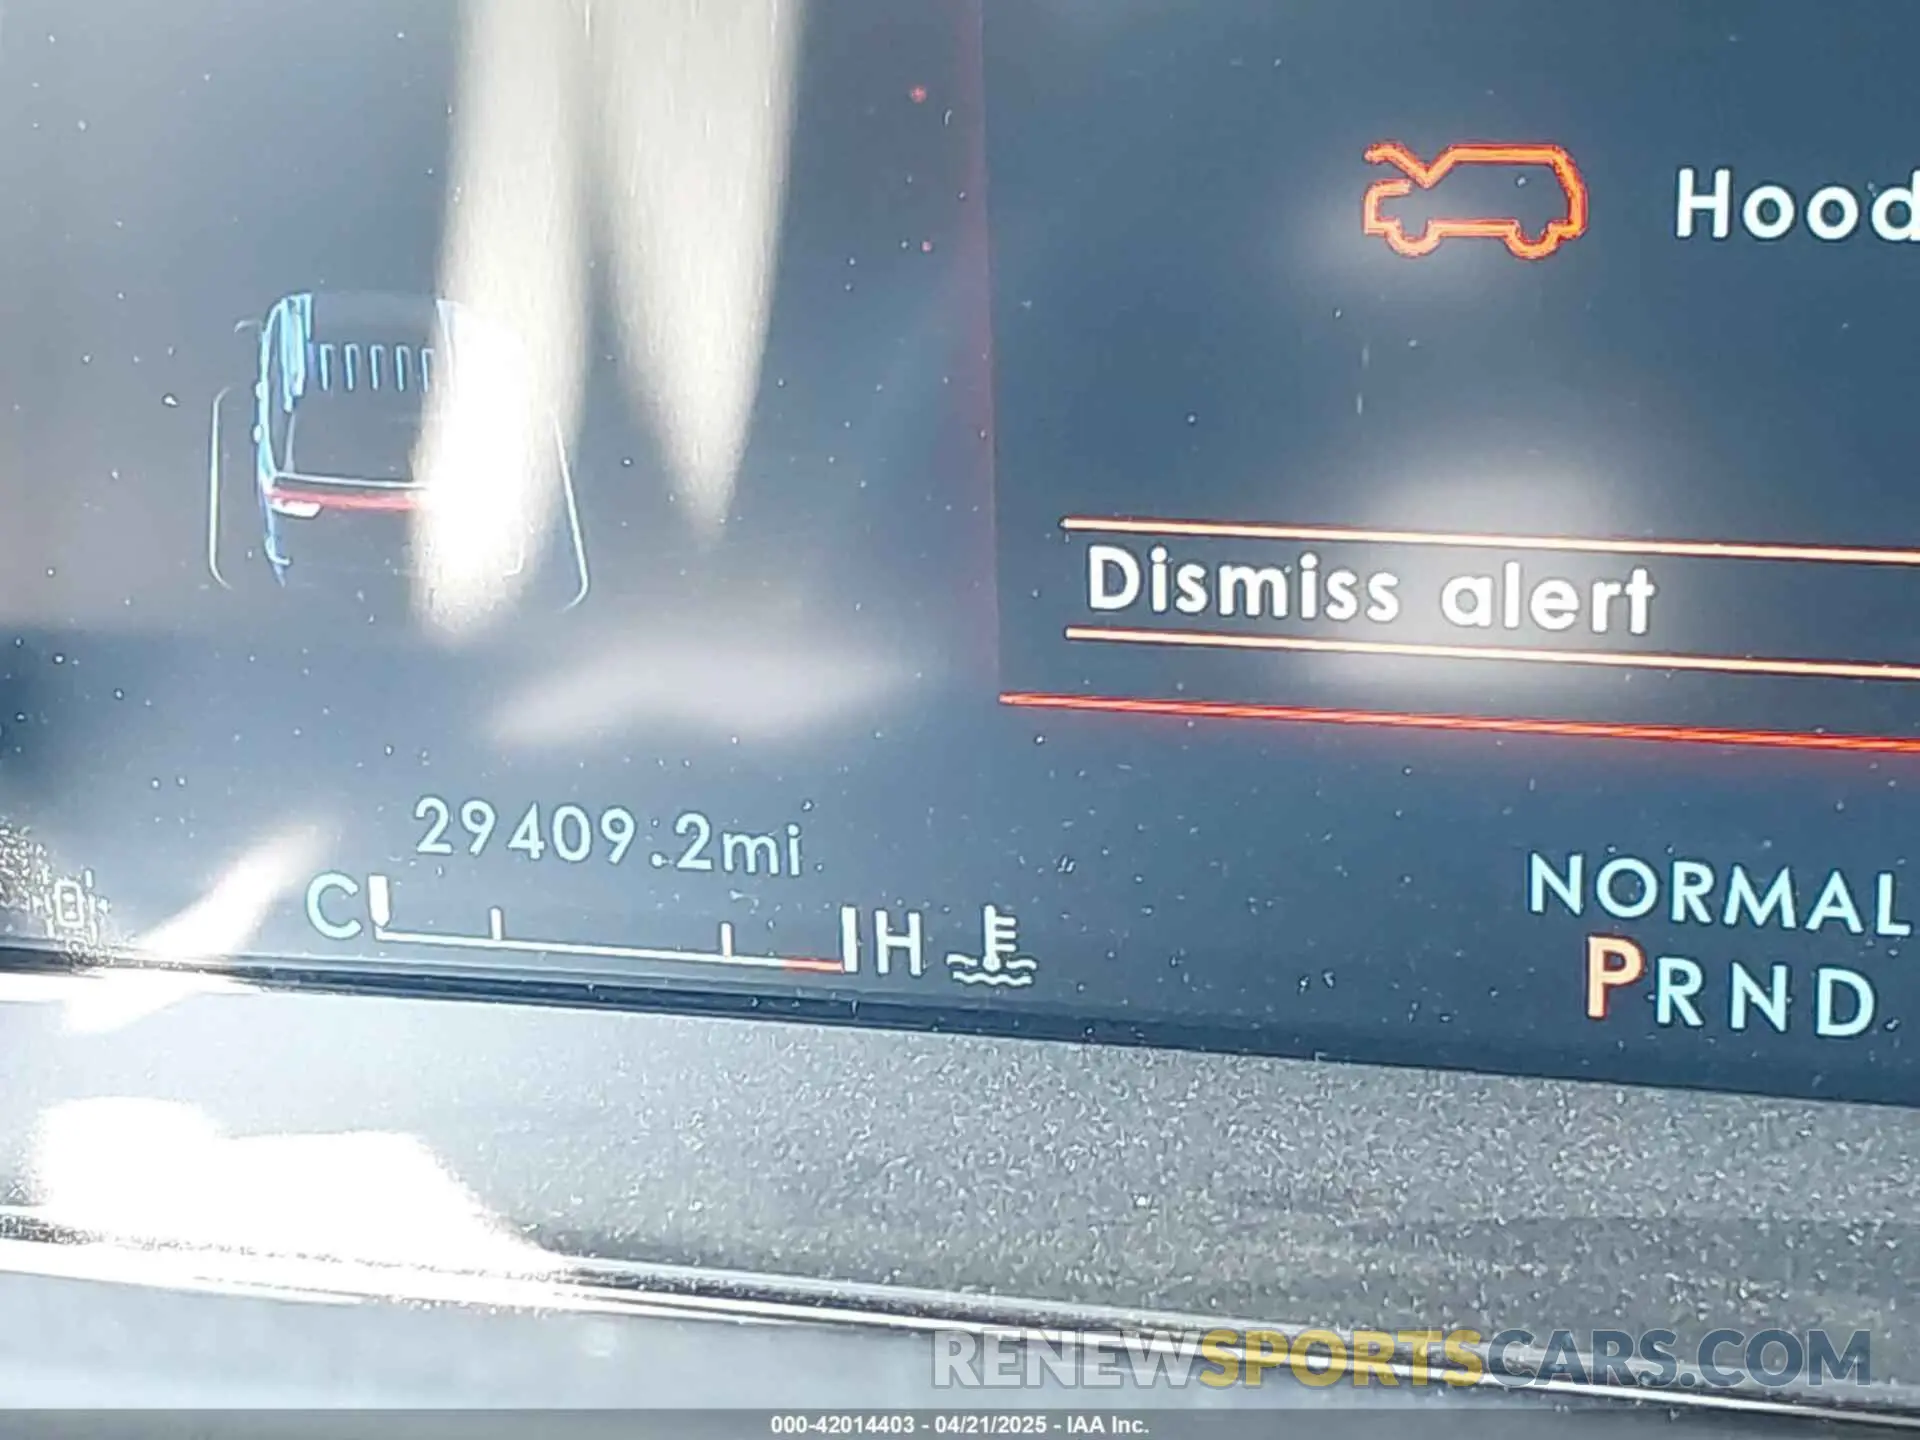 Hood
Dismiss alert
29409.2mi
C H
NORMAL
PRND
RENEWSPORTSCARS.COM
000-42014403 - 04/21/2025 - IAA Inc.